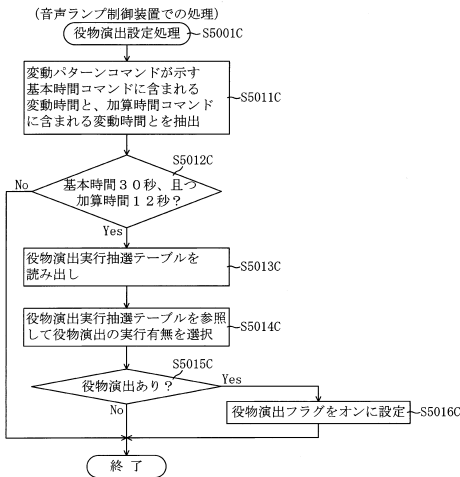 (音声ランプ制御装置での処理)
役物演出設定処理
S5001C
変動パターンコマンドが示す
基本時間コマンドに含まれる
変動時間と、加算時間コマンド
に含まれる変動時間とを抽出
S5011C
S5012C
No
基本時間30秒、且つ
加算時間12秒?
Yes
役物演出実行抽選テーブルを
読み出し
S5013C
役物演出実行抽選テーブルを参照
して役物演出の実行有無を選択
S5014C
S5015C
役物演出あり?
Yes
No
役物演出フラグをオンに設定
S5016C
終了